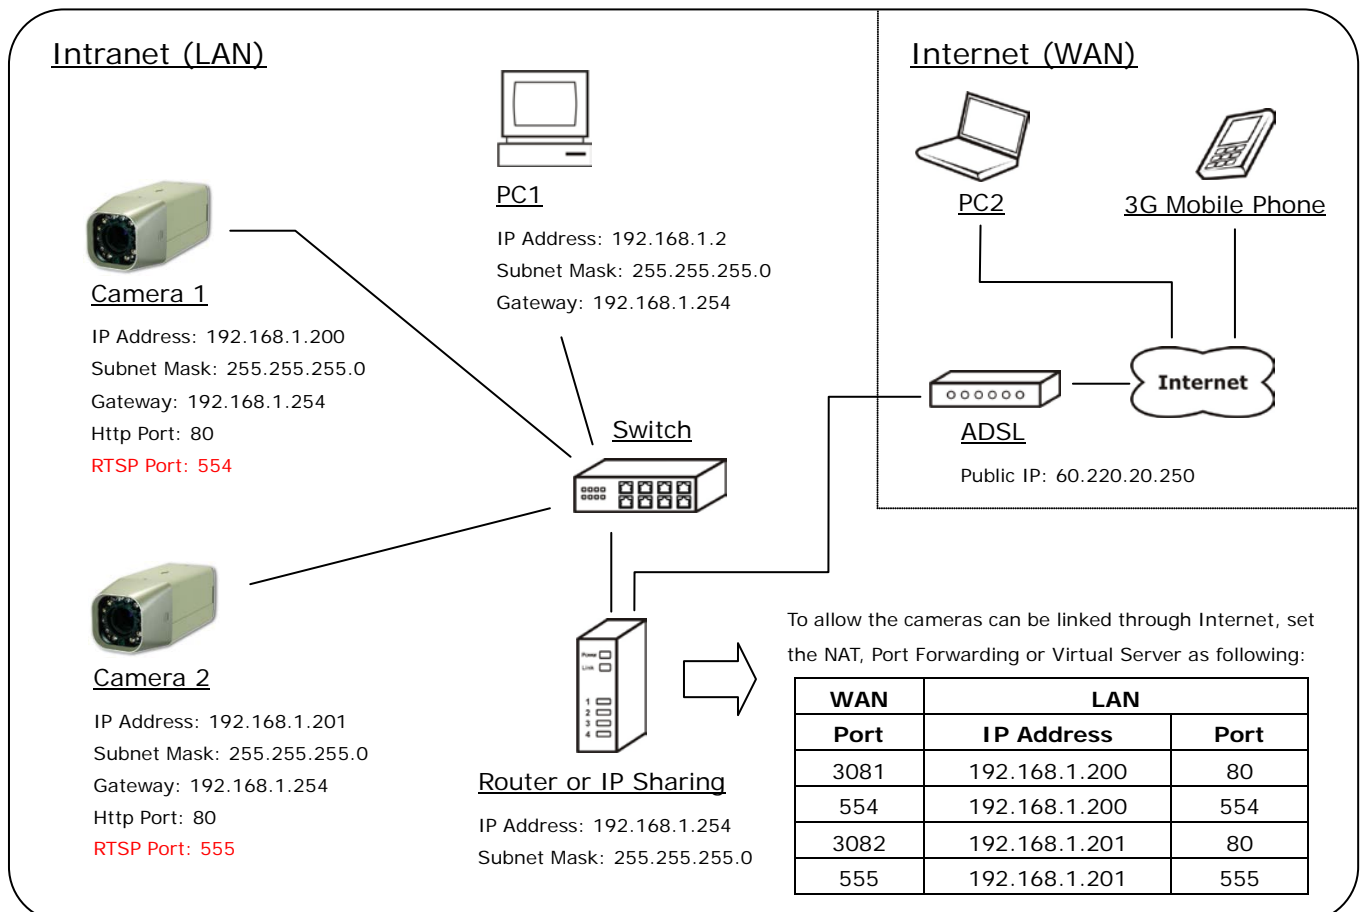 Intranet (LAN)
Internet (WAN)
PC1
IP Address: 192.168.1.2
Subnet Mask: 255.255.255.0
Gateway: 192.168.1.254
PC2
3G Mobile Phone
Camera 1
IP Address: 192.168.1.200
Subnet Mask: 255.255.255.0
Gateway: 192.168.1.254
Http Port: 80
RTSP Port: 554
Switch
Internet
ADSL
Public IP: 60.220.20.250
Camera 2
IP Address: 192.168.1.201
Subnet Mask: 255.255.255.0
Gateway: 192.168.1.254
Http Port: 80
RTSP Port: 555
Power
Link
1
2
3
4
Router or IP Sharing
IP Address: 192.168.1.254
Subnet Mask: 255.255.255.0
To allow the cameras can be linked through Internet, set
the NAT, Port Forwarding or Virtual Server as following:
WAN LAN
Port IP Address Port
3081 192.168.1.200 80
554 192.168.1.200 554
3082 192.168.1.201 80
555 192.168.1.201 555